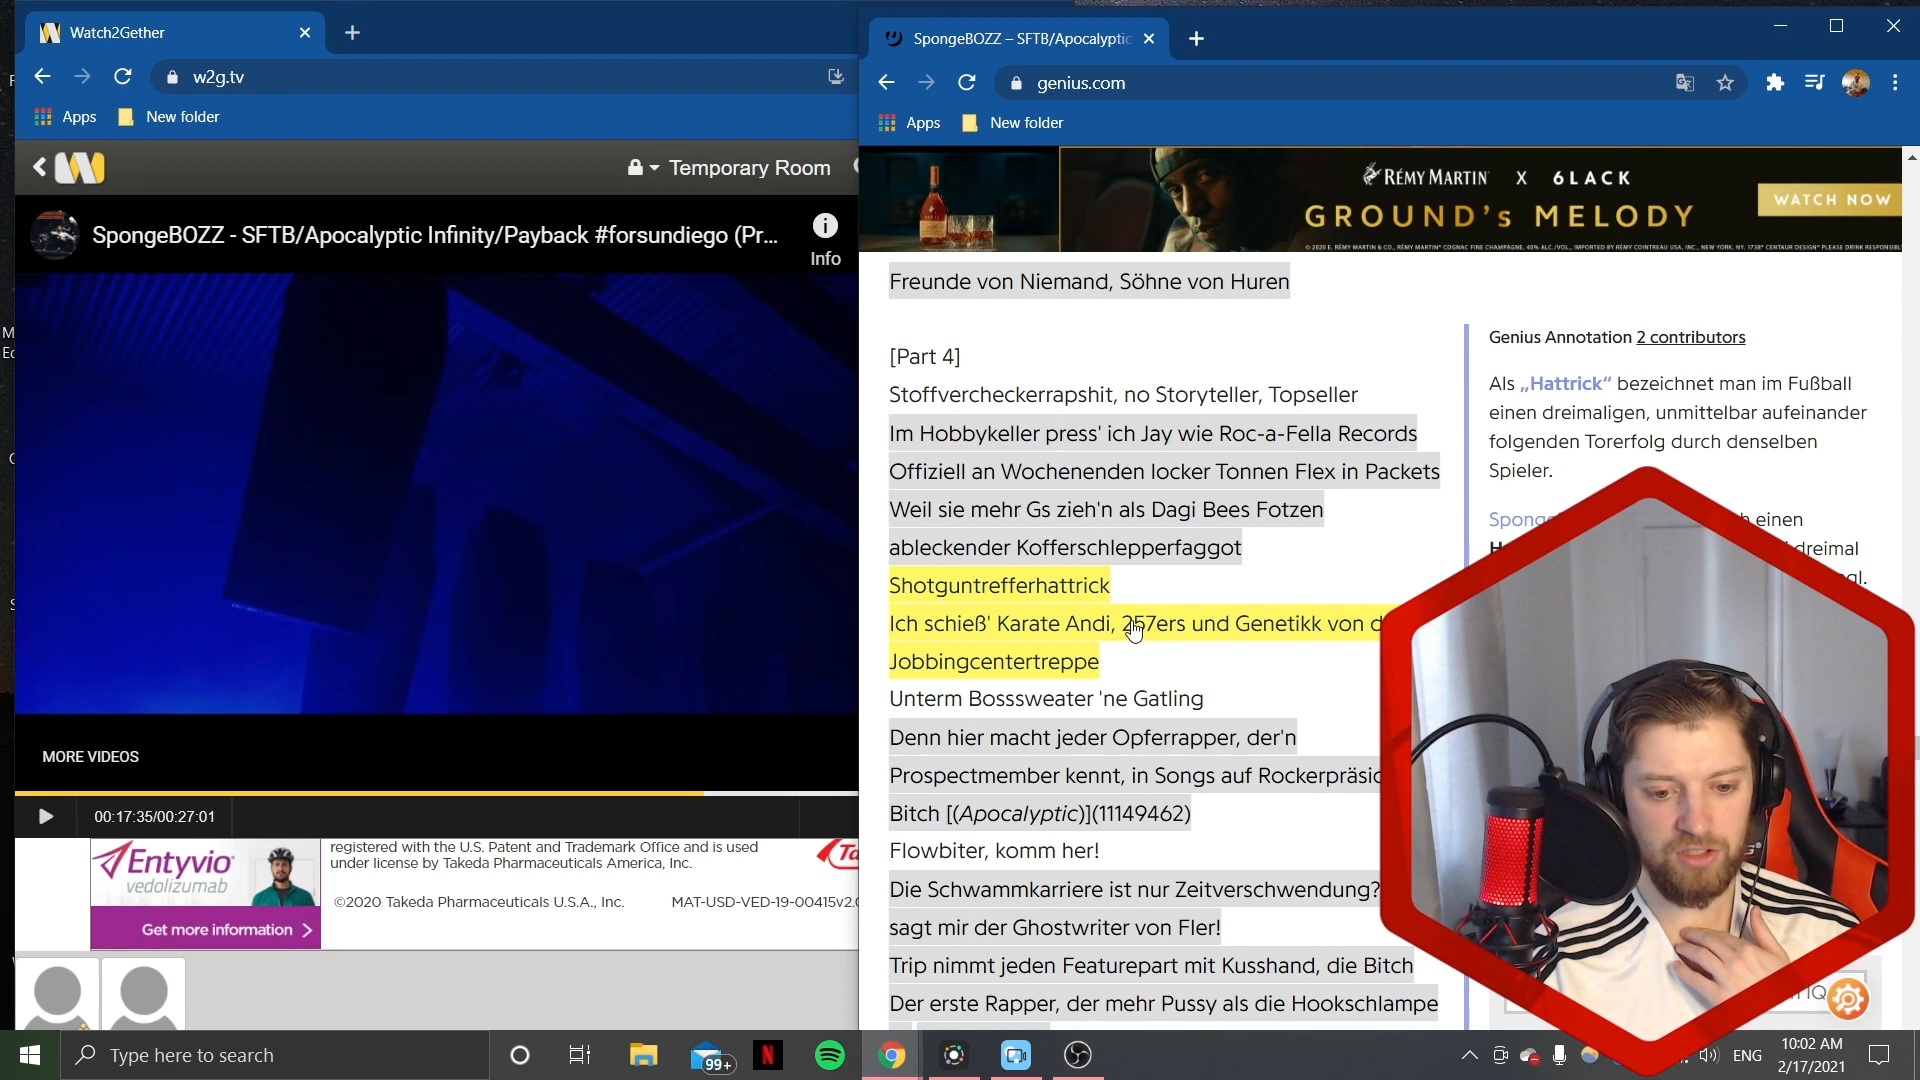 Watch2Gether
w2g.tv
Apps
New folder
Temporary Room
SpongeBOZZ - SFTB/Apocalyptic Infinity/Payback #forsundiego (Pr...
Info
MORE VIDEOS
00:17:35/00:27:01
Entyvio
vedolizumab
Get more information
registered with the U.S. Patent and Trademark Office and is used
under license by Takeda Pharmaceuticals America, Inc.
©2020 Takeda Pharmaceuticals U.S.A., Inc.
MAT-USD-VED-19-00415v2.0
SpongeBOZZ – SFTB/Apocalyptic
genius.com
Apps
New folder
RÉMY MARTIN X 6LACK
GROUND's MELODY
WATCH NOW
Freunde von Niemand, Söhne von Huren
[Part 4]
Stoffvercheckerrapshit, no Storyteller, Topseller
Im Hobbykeller press' ich Jay wie Roc-a-Fella Records
Offiziell an Wochenenden locker Tonnen Flex in Packets
Weil sie mehr Gs zieh'n als Dagi Bees Fotzen
ableckender Kofferschlepperfaggot
Shotguntrefferhattrick
Ich schieß' Karate Andi, 257ers und Genetikk von d
Jobbingcentertreppe
Unterm Bosssweater 'ne Gatling
Denn hier macht jeder Opferrapper, der'n
Prospectmember kennt, in Songs auf Rockerpräsid
Bitch [(Apocalyptic)](11149462)
Flowbiter, komm her!
Die Schwammkarriere ist nur Zeitverschwendung?
sagt mir der Ghostwriter von Fler!
Trip nimmt jeden Featurepart mit Kusshand, die Bitch
Der erste Rapper, der mehr Pussy als die Hookschlampe
Genius Annotation 2 contributors
Als „Hattrick“ bezeichnet man im Fußball
einen dreimaligen, unmittelbar aufeinander
folgenden Torerfolg durch denselben
Spieler.
einen
dreimal
Type here to search
99+
ENG
10:02 AM
2/17/2021